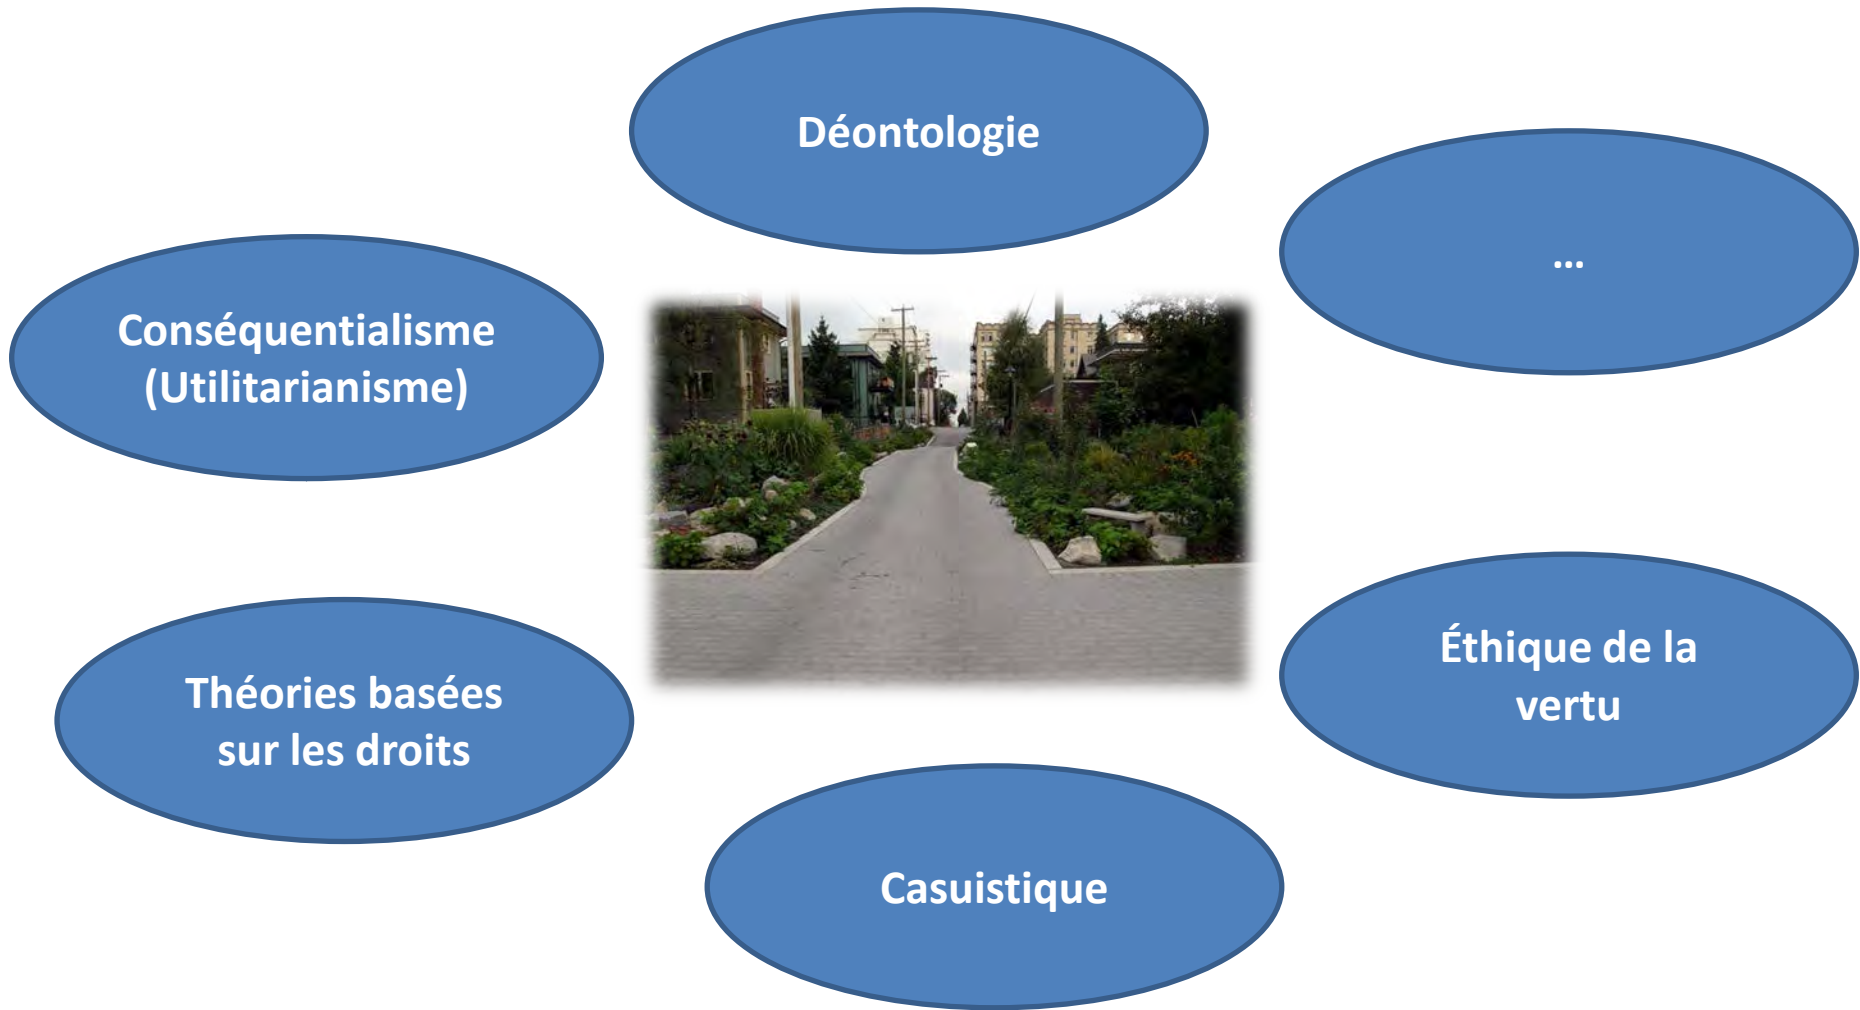 Déontologie
…
Conséquentialisme
(Utilitarianisme)
Théories basées
sur les droits
Éthique de la
vertu
Casuistique